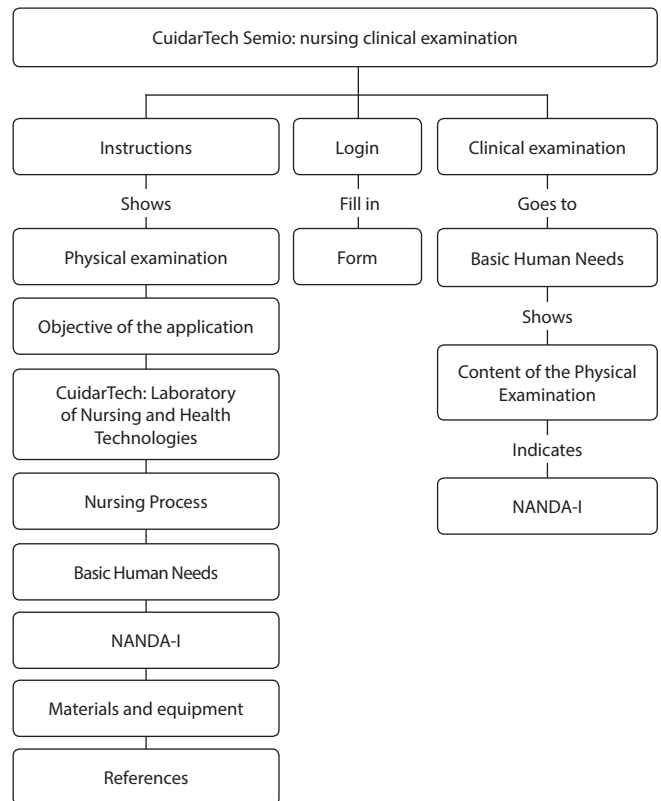 CuidarTech Semio: nursing clinical examination
Instructions
Login
Clinical examination
Shows
Fill in
Goes to
Physical examination
Form
Basic Human Needs
Objective of the application
Shows
CuidarTech: Laboratory
of Nursing and Health
Technologies
Content of the Physical
Examination
Indicates
Nursing Process
NANDA-I
Basic Human Needs
NANDA-I
Materials and equipment
References